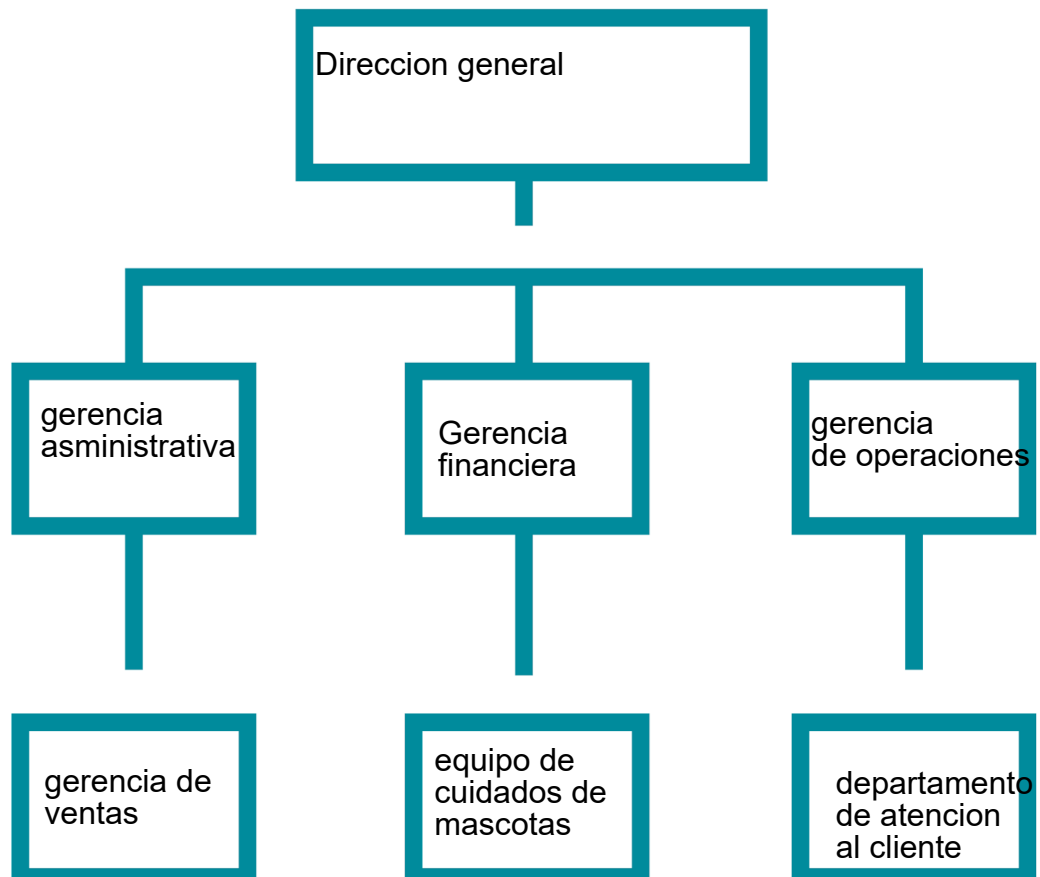 Direccion general
gerencia
asministrativa
Gerencia
financiera
gerencia
de operaciones
gerencia de
ventas
equipo de
cuidados de
mascotas
departamento
de atencion
al cliente